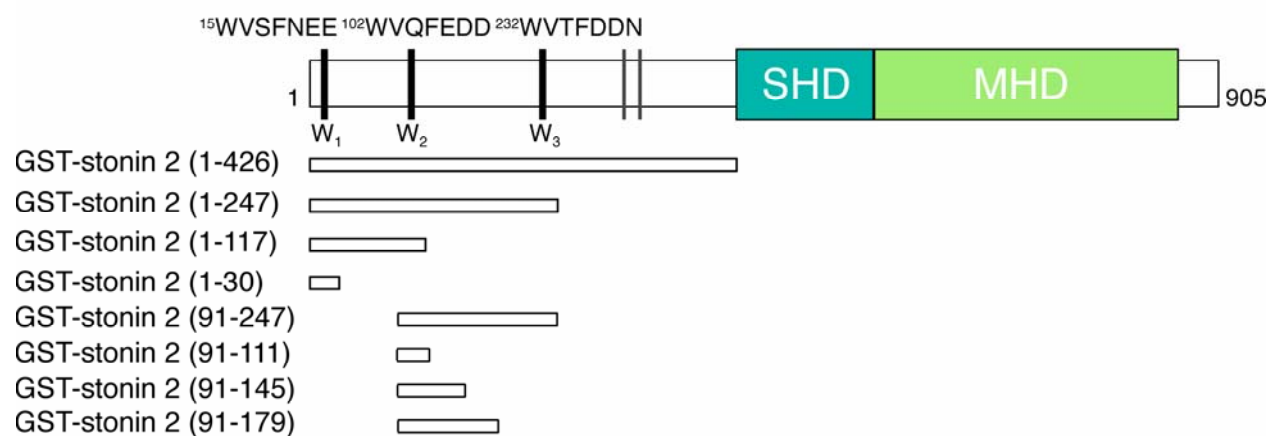 ¹⁵WVSFNEE ¹⁰²WVQFEDD ²³²WVTFDDN
1 SHD MHD 905
W₁ W₂ W₃
GST-stonin 2 (1-426)
GST-stonin 2 (1-247)
GST-stonin 2 (1-117)
GST-stonin 2 (1-30)
GST-stonin 2 (91-247)
GST-stonin 2 (91-111)
GST-stonin 2 (91-145)
GST-stonin 2 (91-179)